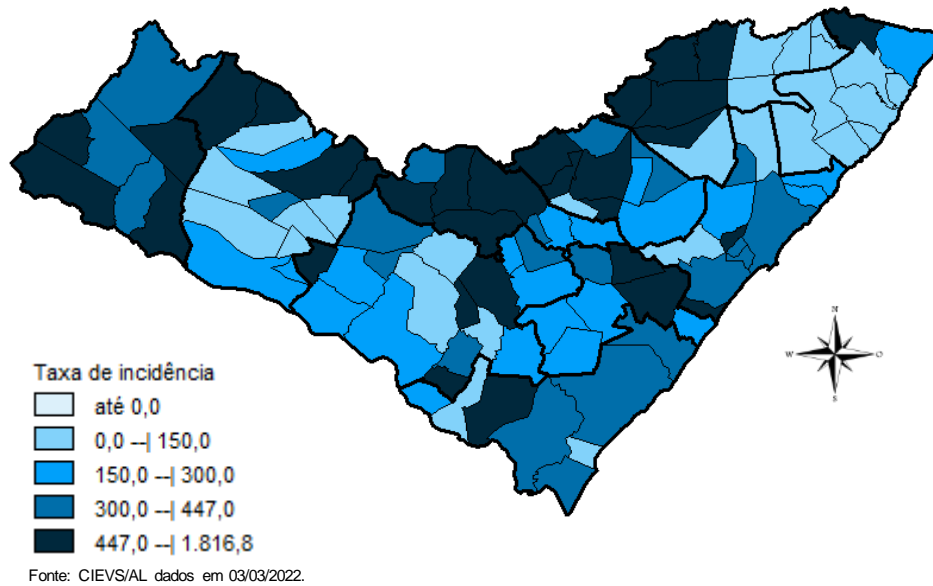 N
W
O
S
Taxa de incidência
até 0,0
0,0 --| 150,0
150,0 --| 300,0
300,0 --| 447,0
447,0 --| 1.816,8
Fonte: CIEVS/AL dados em 03/03/2022.